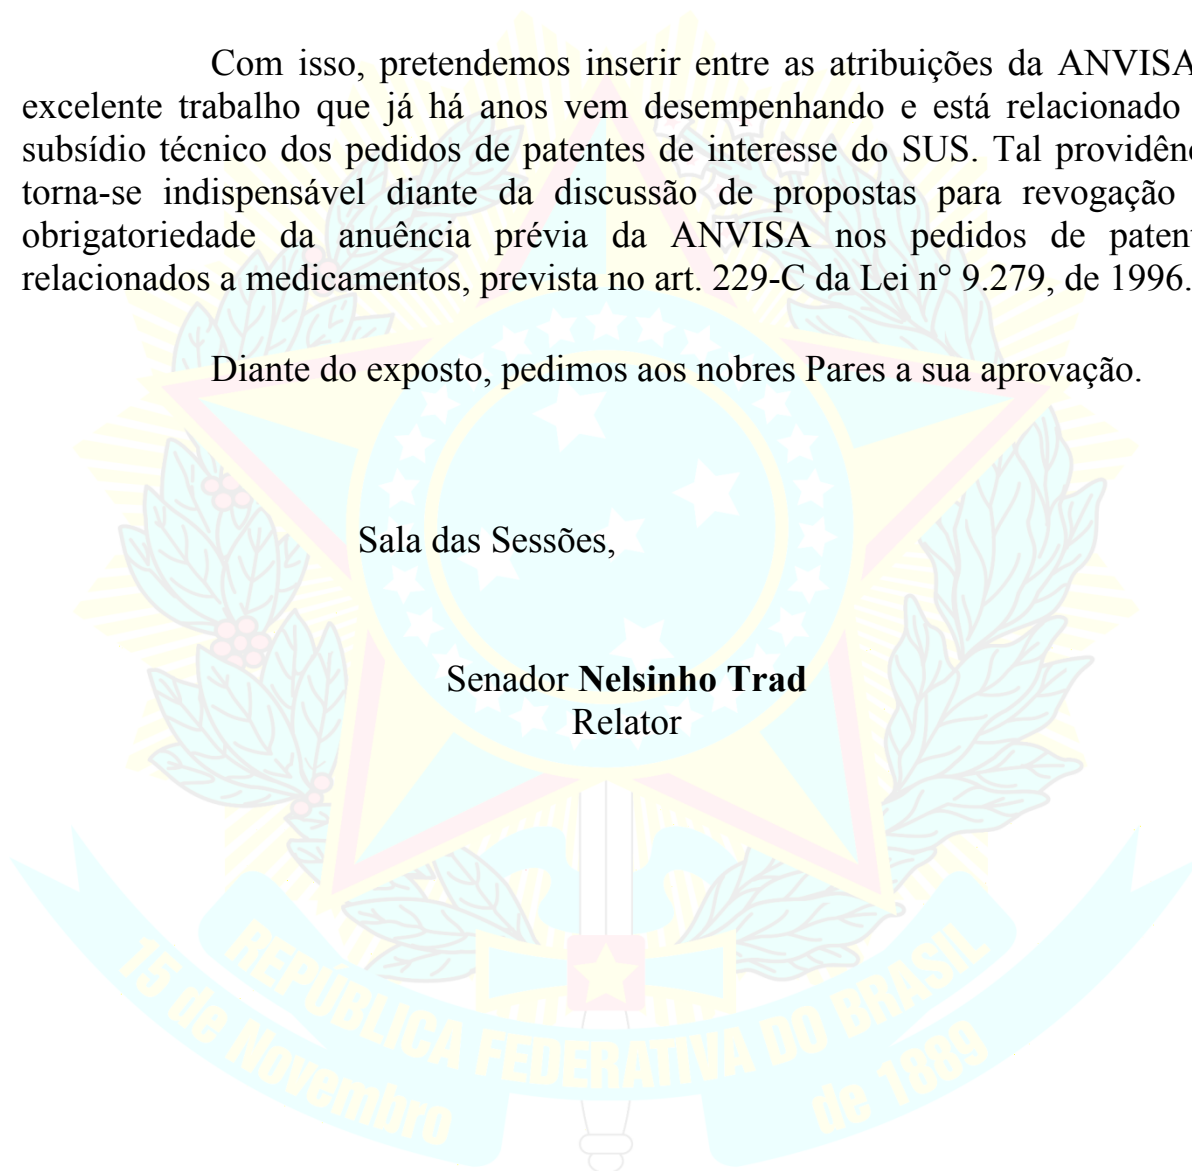 Com isso, pretendemos inserir entre as atribuições da ANVISA
excelente trabalho que já há anos vem desempenhando e está relacionado
subsídio técnico dos pedidos de patentes de interesse do SUS. Tal providênc
torna-se indispensável diante da discussão de propostas para revogação
obrigatoriedade da anuência prévia da ANVISA nos pedidos de patent
relacionados a medicamentos, prevista no art. 229-C da Lei n° 9.279, de 1996.
Diante do exposto, pedimos aos nobres Pares a sua aprovação.
Sala das Sessões,
Senador Nelsinho Trad
Relator
REPÚBLICA FEDERATIVA DO BRASIL
15 de Novembro de 1889